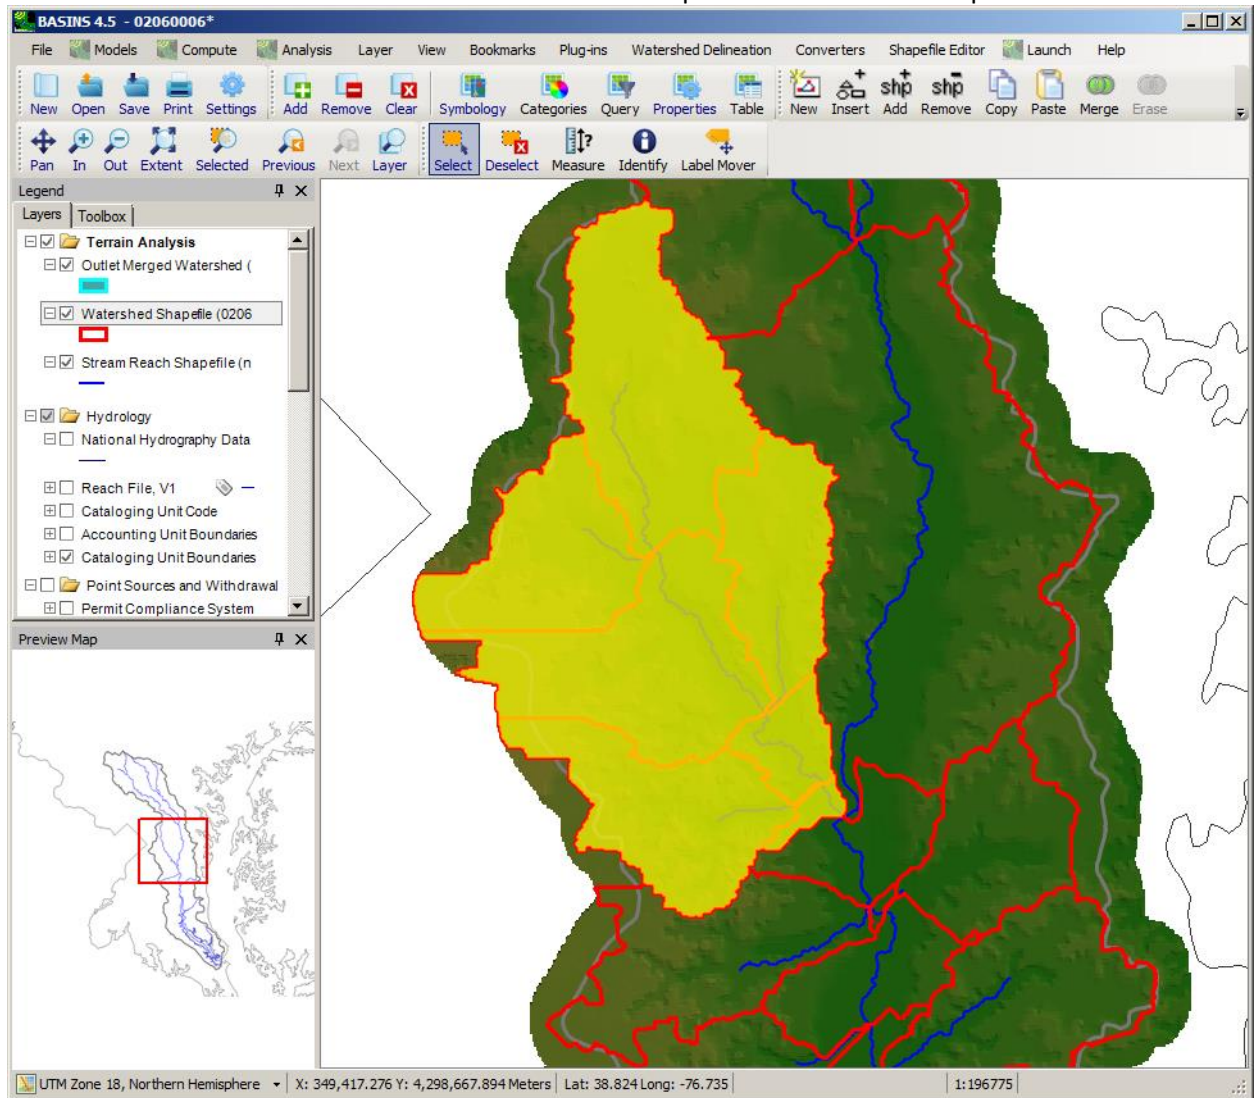 BASINS 4.5 - 02060006*
File Models Compute Analysis Layer View Bookmarks Plug-ins Watershed Delineation Converters Shapefile Editor Launch Help
New Open Save Print Settings Add Remove Clear Symbology Categories Query Properties Table New Insert Add Remove Copy Paste Merge Erase
Pan In Out Extent Selected Previous Next Layer Select Deselect Measure Identify Label Mover
Legend
Layers Toolbox
Terrain Analysis
Outlet Merged Watershed (
Watershed Shapefile (0206
Stream Reach Shapefile (n
Hydrology
National Hydrography Data
Reach File, V1
Cataloging Unit Code
Accounting Unit Boundaries
Cataloging Unit Boundaries
Point Sources and Withdrawal
Permit Compliance System
Preview Map
UTM Zone 18, Northern Hemisphere X: 349,417.276 Y: 4,298,667.894 Meters Lat: 38.824 Long: -76.735 1:196775